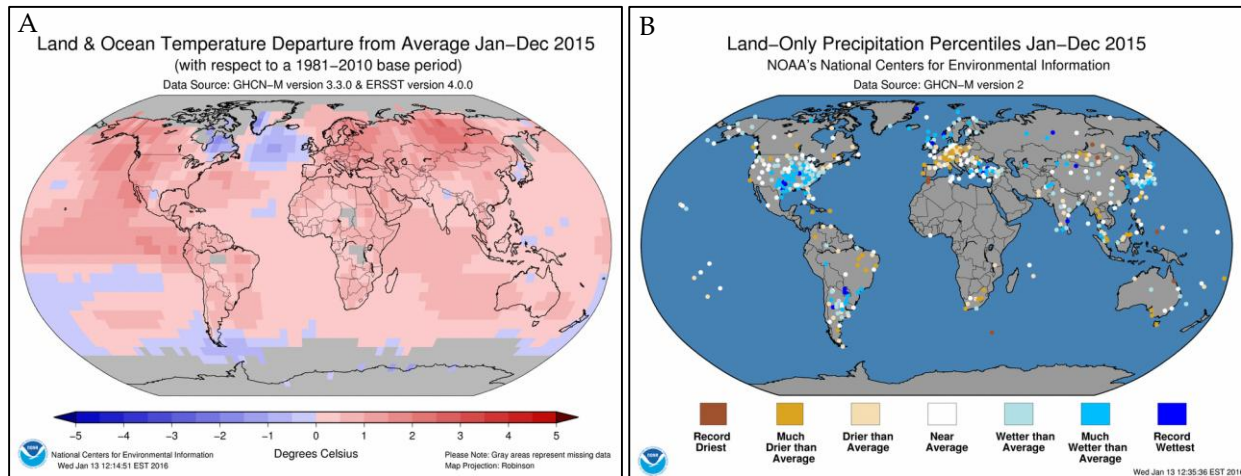 A
Land & Ocean Temperature Departure from Average Jan–Dec 2015
(with respect to a 1981–2010 base period)
Data Source: GHCN–M version 3.3.0 & ERSST version 4.0.0
-5 -4 -3 -2 -1 0 1 2 3 4 5
Degrees Celsius
National Centers for Environmental Information
Wed Jan 13 12:14:51 EST 2016
Please Note: Gray areas represent missing data
Map Projection: Robinson
B
Land–Only Precipitation Percentiles Jan–Dec 2015
NOAA's National Centers for Environmental Information
Data Source: GHCN–M version 2
Record Driest
Much Drier than Average
Drier than Average
Near Average
Wetter than Average
Much Wetter than Average
Record Wettest
Wed Jan 13 12:35:36 EST 2016